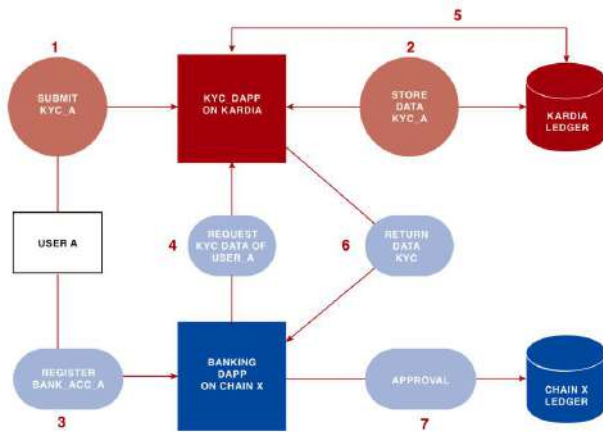 1
2
5
SUBMIT
KYC_A
KYC_DAPP
ON KARDIA
STORE
DATA
KYC_A
KARDIA
LEDGER
USER A
4
REQUEST
KYC DATA OF
USER_A
6
RETURN
DATA
KYC
REGISTER
BANK_ACC_A
BANKING
DAPP
ON CHAIN X
APPROVAL
CHAIN X
LEDGER
3
7